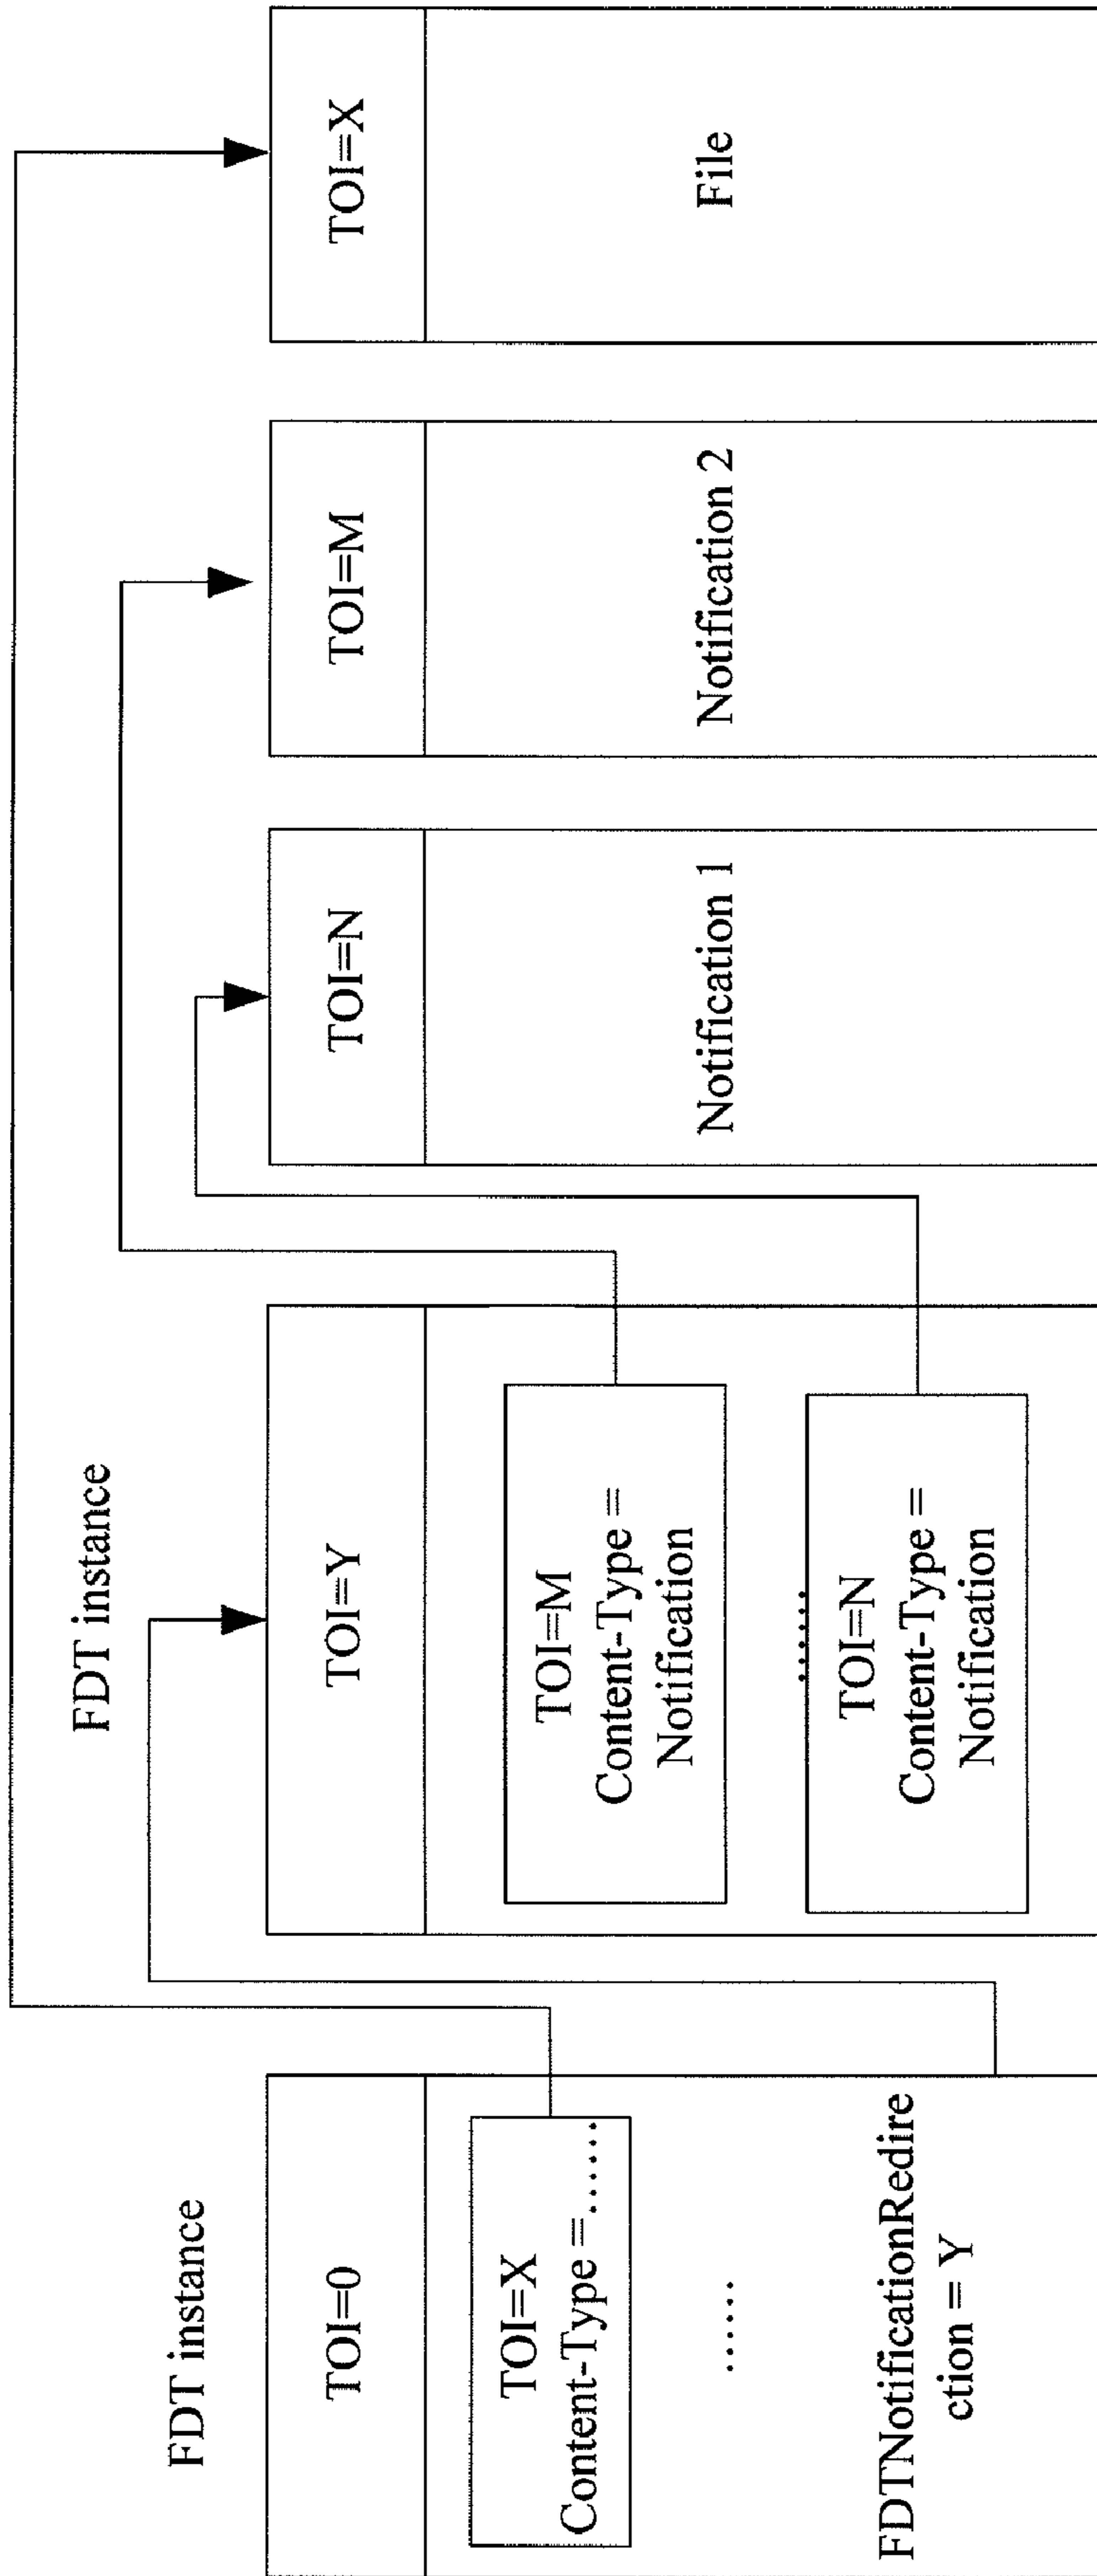 FDT instance
TOI=0
TOI=X
Content-Type =.......
......
FDTNotificationRedire
ction = Y
FDT instance
TOI=Y
TOI=M
Content-Type =
Notification
......
TOI=N
Content-Type =
Notification
TOI=N
Notification 1
TOI=M
Notification 2
TOI=X
File